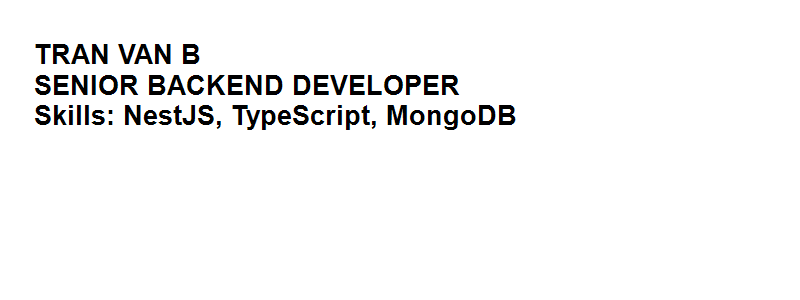 TRAN VAN B
SENIOR BACKEND DEVELOPER
Skills: NestJS, TypeScript, MongoDB